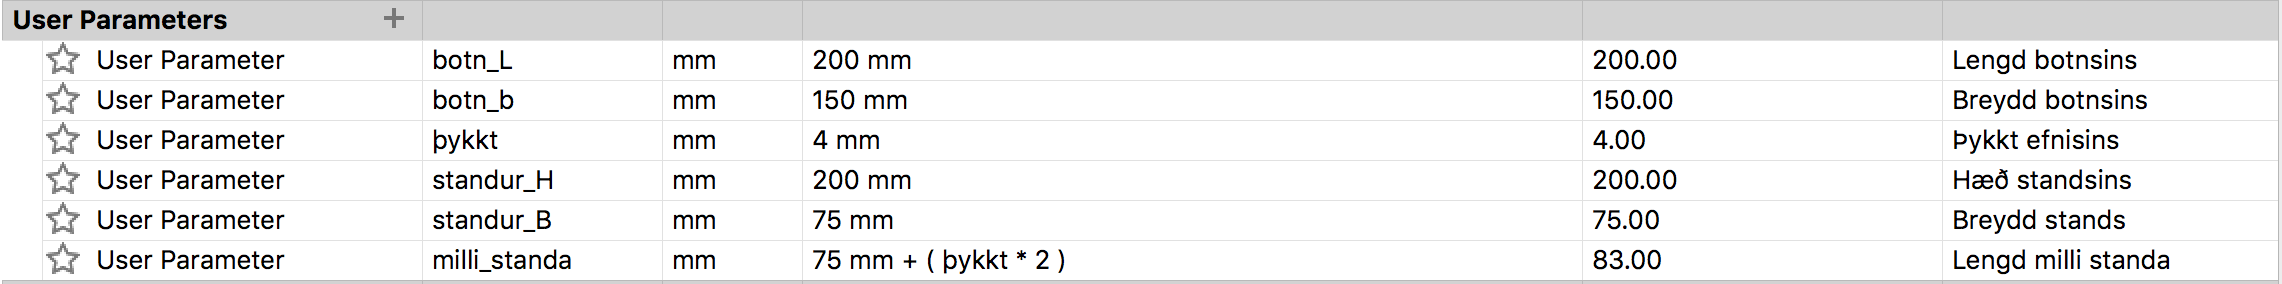 User Parameters +
User Parameter botn_L mm 200 mm 200.00 Lengd botnsins
User Parameter botn_b mm 150 mm 150.00 Breydd botnsins
User Parameter þykkt mm 4 mm 4.00 Þykkt efnisins
User Parameter standur_H mm 200 mm 200.00 Hæð standsins
User Parameter standur_B mm 75 mm 75.00 Breydd stands
User Parameter milli_standa mm 75 mm + ( þykkt * 2 ) 83.00 Lengd milli standa